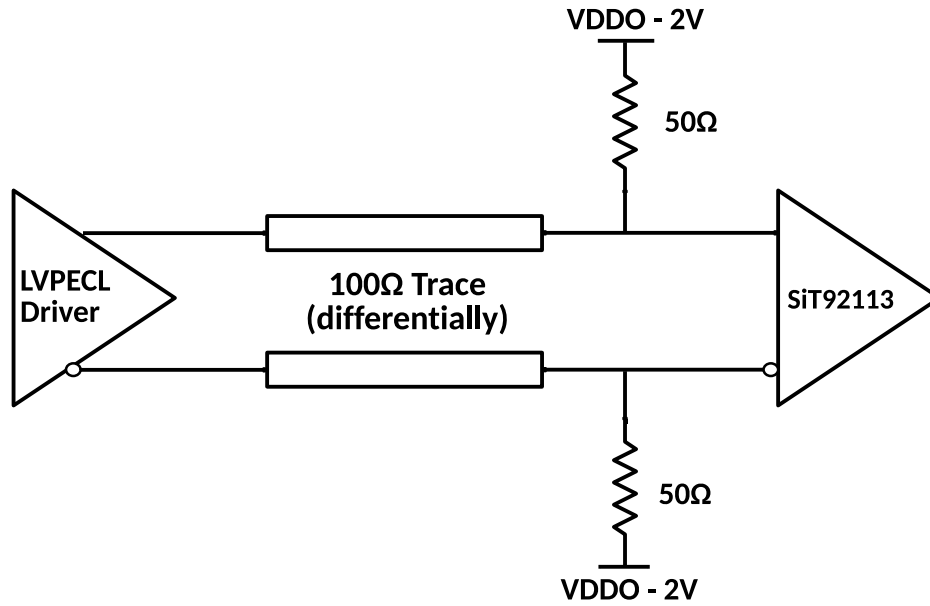 VDDO - 2V
50Ω
LVPECL
Driver
100Ω Trace
(differentially)
SiT92113
50Ω
VDDO - 2V